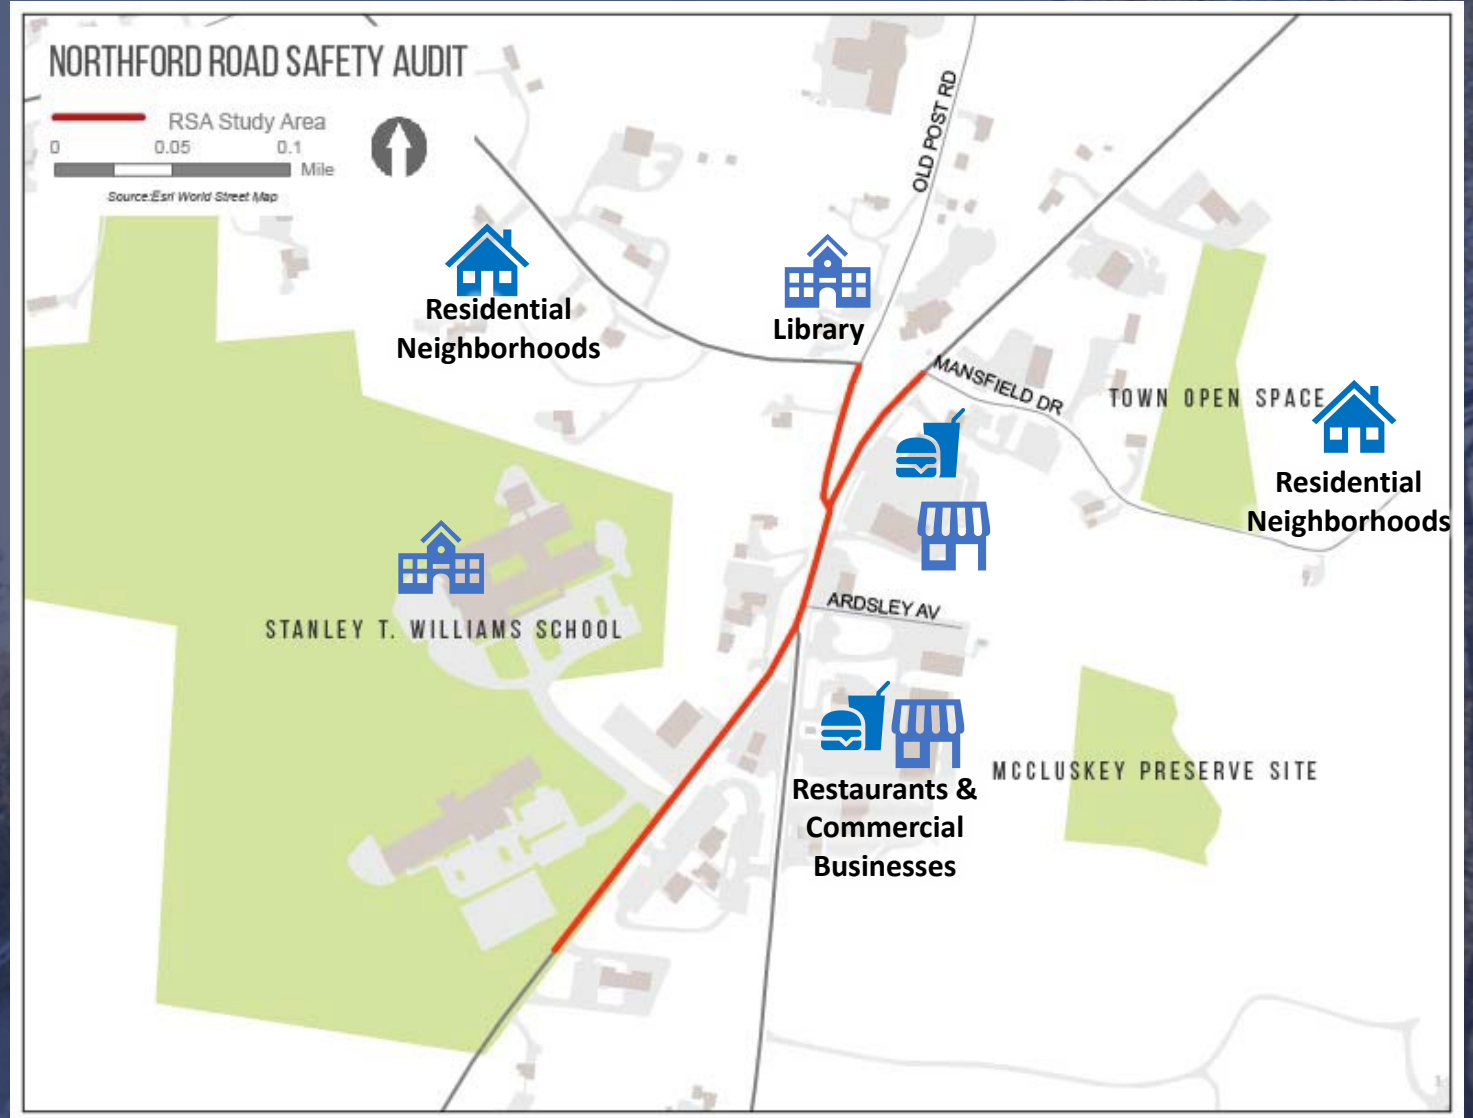 NORTHFORD ROAD SAFETY AUDIT
RSA Study Area
0 0.05 0.1
Mile
Source:Esri World Street Map
OLD POST RD
Residential
Neighborhoods
Library
MANSFIELD DR
TOWN OPEN SPACE
Residential
Neighborhoods
ARDSLEY AV
STANLEY T. WILLIAMS SCHOOL
MCCLUSKEY PRESERVE SITE
Restaurants &
Commercial
Businesses